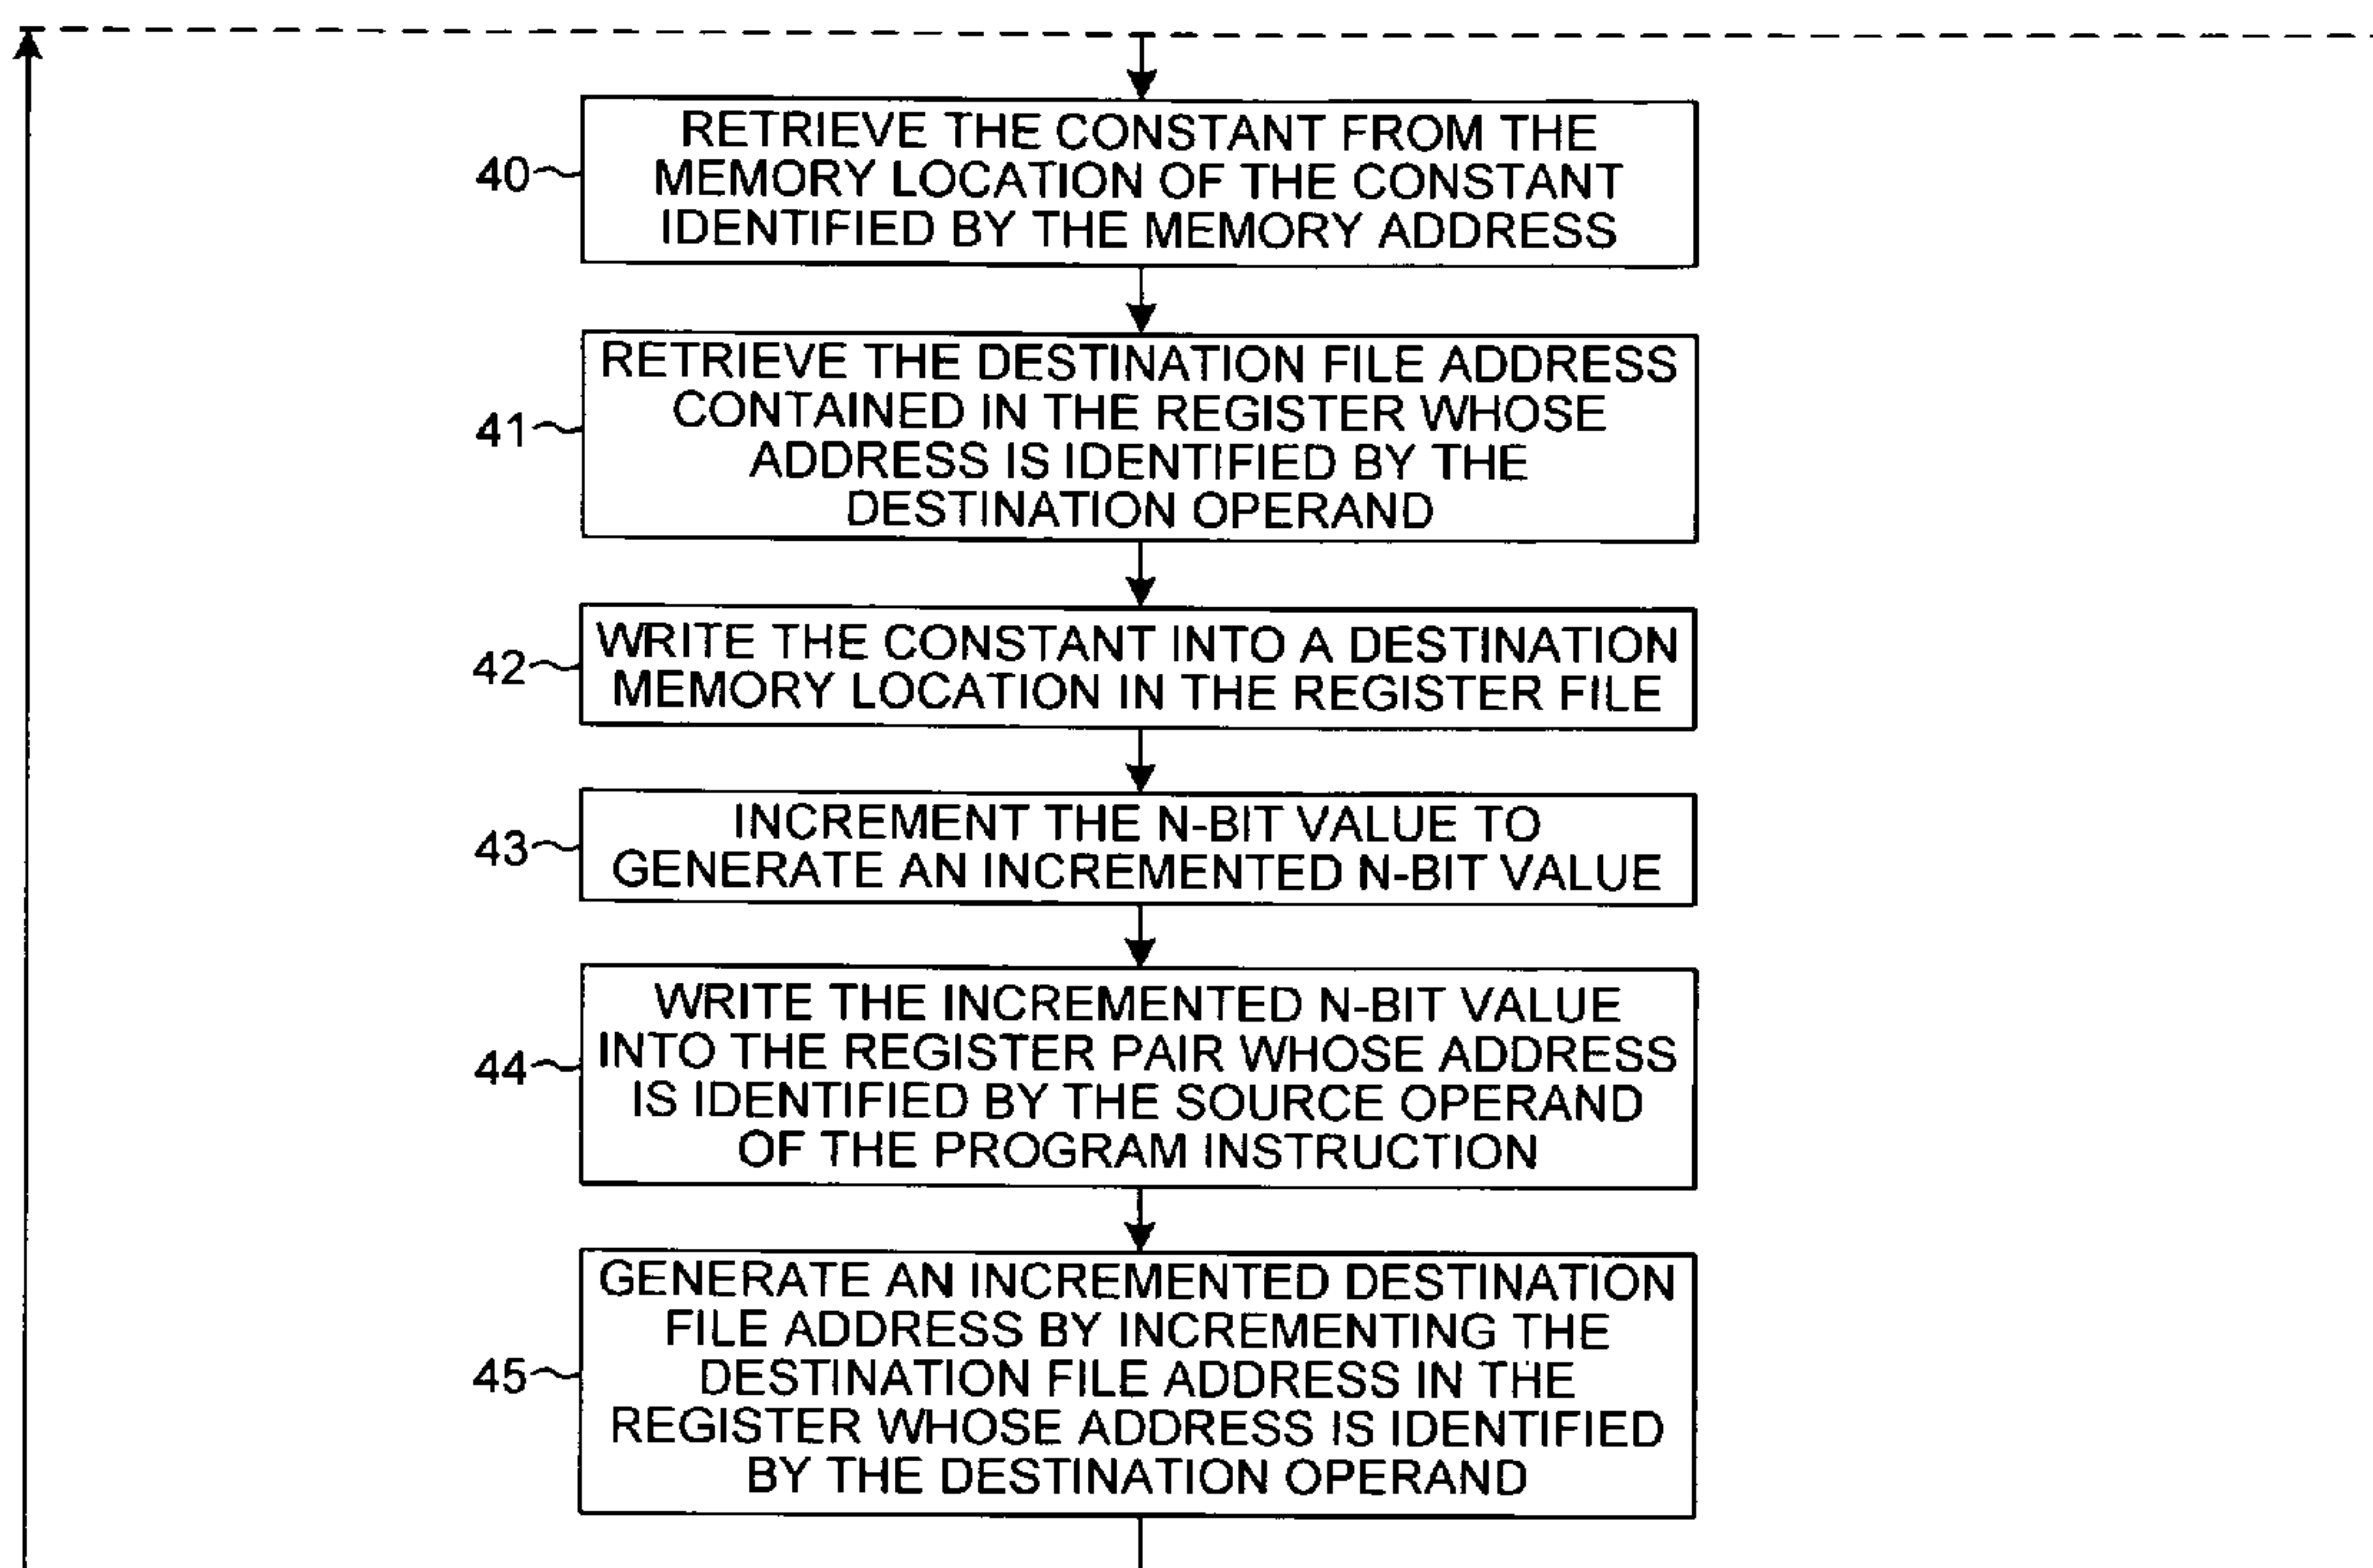 RETRIEVE THE CONSTANT FROM THE
MEMORY LOCATION OF THE CONSTANT
IDENTIFIED BY THE MEMORY ADDRESS
40
RETRIEVE THE DESTINATION FILE ADDRESS
CONTAINED IN THE REGISTER WHOSE
ADDRESS IS IDENTIFIED BY THE
DESTINATION OPERAND
41
WRITE THE CONSTANT INTO A DESTINATION
MEMORY LOCATION IN THE REGISTER FILE
42
INCREMENT THE N-BIT VALUE TO
GENERATE AN INCREMENTED N-BIT VALUE
43
WRITE THE INCREMENTED N-BIT VALUE
INTO THE REGISTER PAIR WHOSE ADDRESS
IS IDENTIFIED BY THE SOURCE OPERAND
OF THE PROGRAM INSTRUCTION
44
GENERATE AN INCREMENTED DESTINATION
FILE ADDRESS BY INCREMENTING THE
DESTINATION FILE ADDRESS IN THE
REGISTER WHOSE ADDRESS IS IDENTIFIED
BY THE DESTINATION OPERAND
45